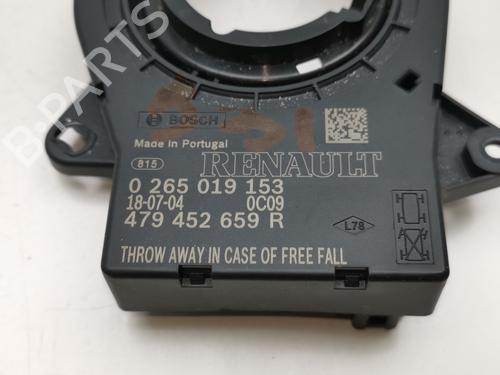 B-PARTS
BOSCH
Made in Portugal
815
RENAULT
0 265 019 153
18-07-04 0C09
479 452 659 R
L78
THROW AWAY IN CASE OF FREE FALL